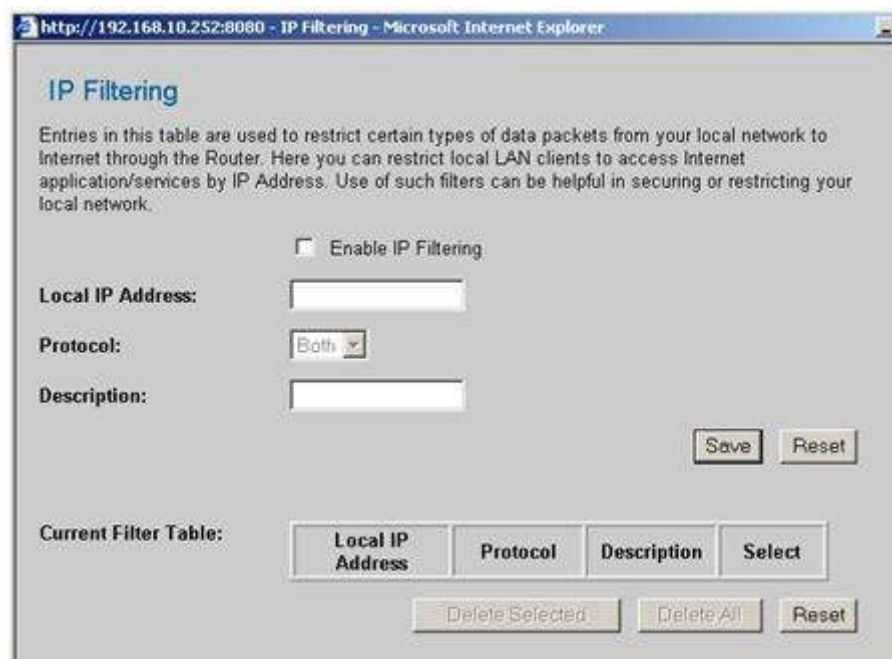 http://192.168.10.252:8080 - IP Filtering - Microsoft Internet Explorer
IP Filtering
Entries in this table are used to restrict certain types of data packets from your local network to
Internet through the Router. Here you can restrict local LAN clients to access Internet
application/services by IP Address. Use of such filters can be helpful in securing or restricting your
local network.
Enable IP Filtering
Local IP Address:
Protocol: Both
Description:
Save Reset
Current Filter Table:
Local IP Address Protocol Description Select
Delete Selected Delete All Reset